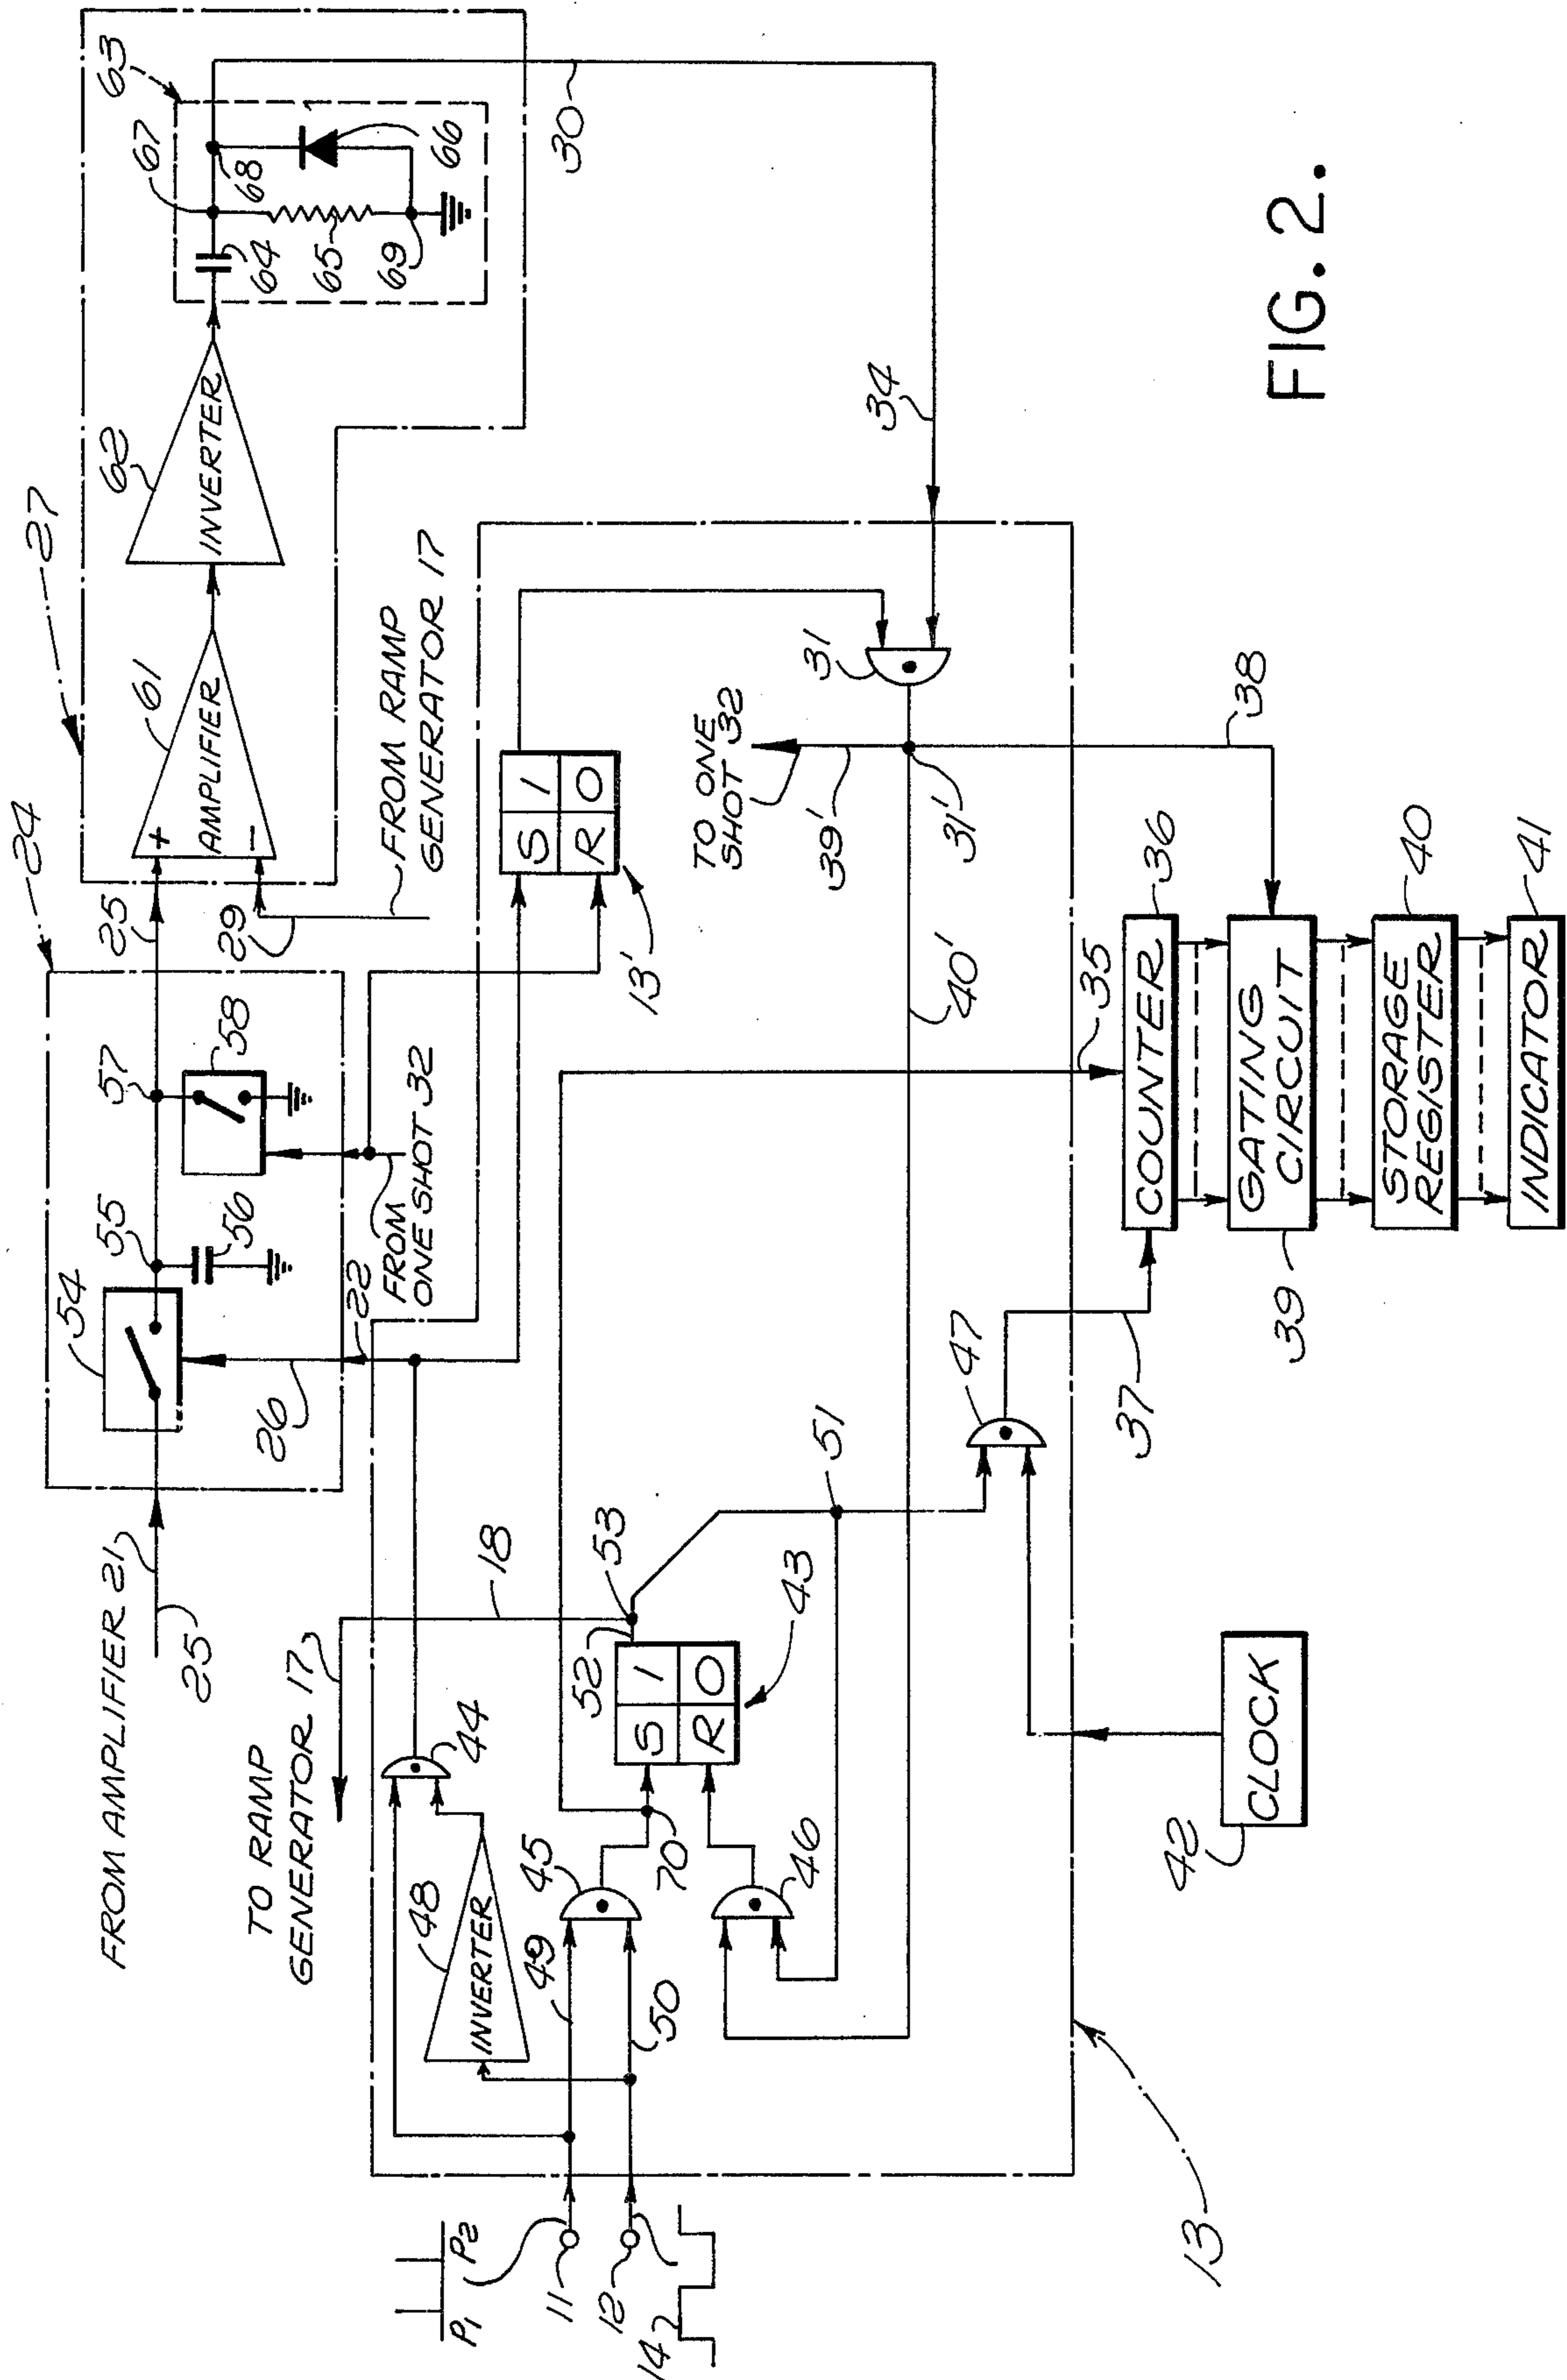 FIG. 2.
24
27
63
54
55
57
25
61
62
67
58
56
+
AMPLIFIER
-
INVERTER
64
68
65
66
69
30
FROM AMPLIFIER 21
25
26
22
FROM
ONE SHOT 32
29
FROM RAMP
GENERATOR 17
TO RAMP
GENERATOR 17
18
S 1
R 0
13'
34
31
TO ONE
SHOT 32
39'
31'
38
40'
44
48
INVERTER
49
45
50
46
70
52
53
S 1
R 0
43
51
47
P1 P2
11
12
14
13
37
35
42
CLOCK
COUNTER
36
GATING
CIRCUIT
39
STORAGE
REGISTER
40
INDICATOR
41